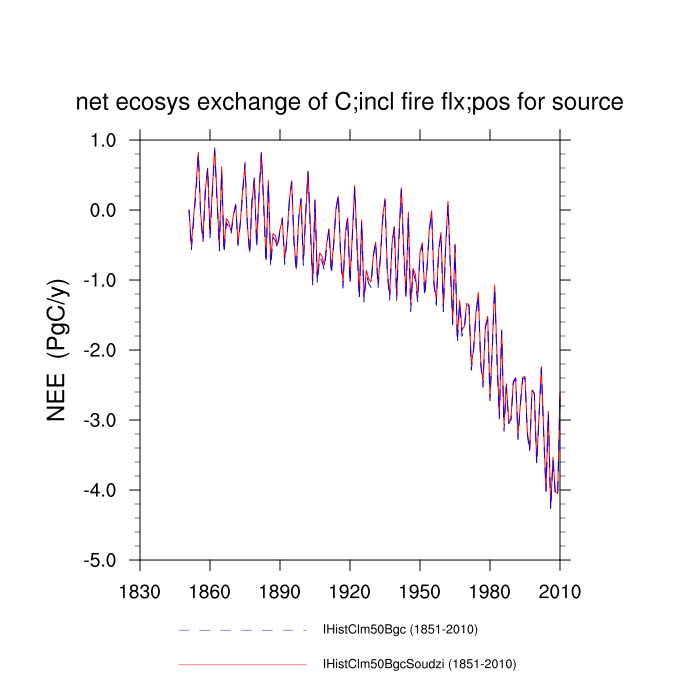 net ecosys exchange of C;incl fire flx;pos for source
NEE (PgC/y)
1.0
0.0
-1.0
-2.0
-3.0
-4.0
-5.0
1830 1860 1890 1920 1950 1980 2010
IHistClm50Bgc (1851-2010)
IHistClm50BgcSoudzi (1851-2010)